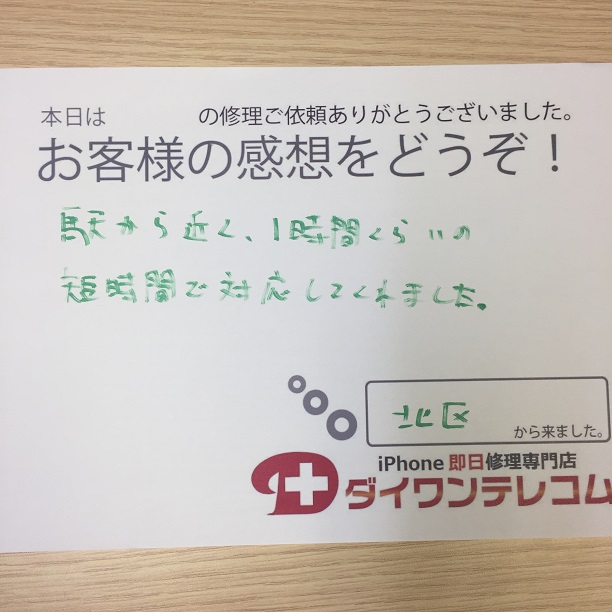 本日は　　　　の修理ご依頼ありがとうございました。
お客様の感想をどうぞ！
駅から近く、1時間くらいの
短時間で対応してくれました。
北区
から来ました。
iPhone 即日修理専門店
ダイワンテレコム